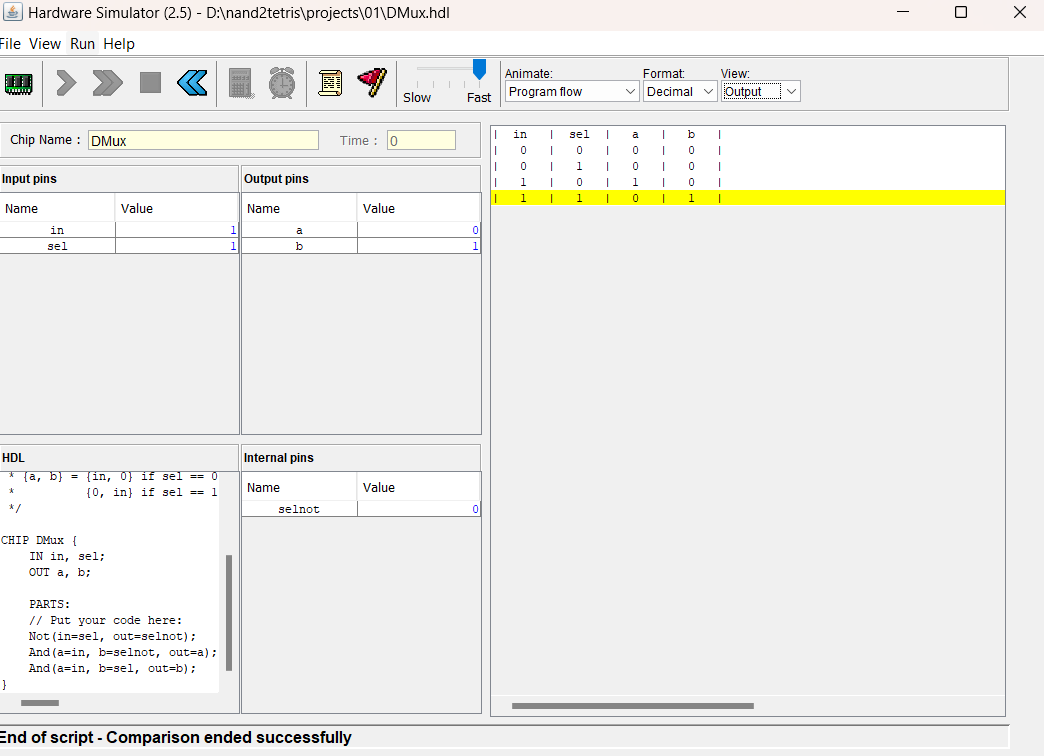 Hardware Simulator (2.5) - D:\nand2tetris\projects\01\DMux.hdl
File View Run Help
Slow Fast
Animate: Format: View:
Program flow Decimal Output
Chip Name : DMux Time : 0
Input pins
Name Value
in 1
sel 1
Output pins
Name Value
a 0
b 1
HDL
* {a, b} = {in, 0} if sel == 0
* {0, in} if sel == 1
*/
CHIP DMux {
IN in, sel;
OUT a, b;
PARTS:
// Put your code here:
Not(in=sel, out=selnot);
And(a=in, b=selnot, out=a);
And(a=in, b=sel, out=b);
}
Internal pins
Name Value
selnot 0
| in | sel | a | b |
| 0 | 0 | 0 | 0 |
| 0 | 1 | 0 | 0 |
| 1 | 0 | 1 | 0 |
| 1 | 1 | 0 | 1 |
End of script - Comparison ended successfully